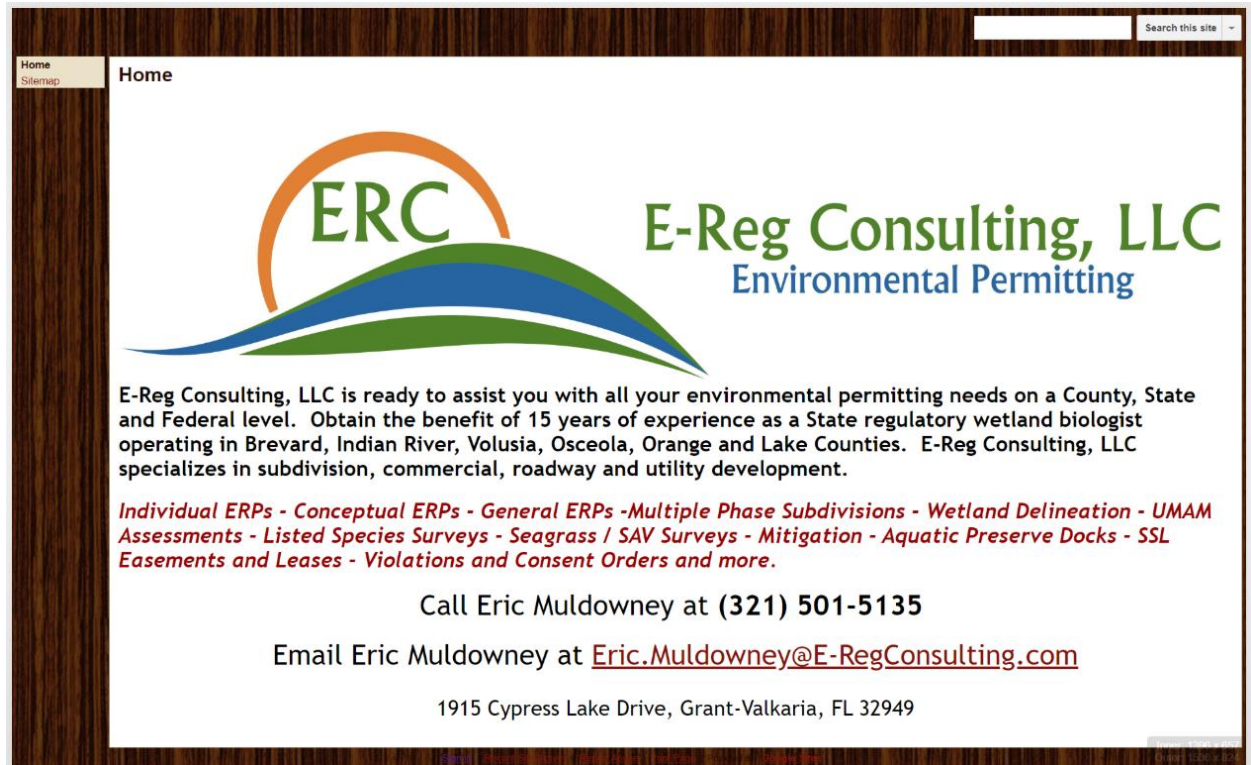 Search this site
Home
Sitemap
Home
ERC
E-Reg Consulting, LLC
Environmental Permitting
E-Reg Consulting, LLC is ready to assist you with all your environmental permitting needs on a County, State
and Federal level.  Obtain the benefit of 15 years of experience as a State regulatory wetland biologist
operating in Brevard, Indian River, Volusia, Osceola, Orange and Lake Counties.  E-Reg Consulting, LLC
specializes in subdivision, commercial, roadway and utility development.
Individual ERPs - Conceptual ERPs - General ERPs -Multiple Phase Subdivisions - Wetland Delineation - UMAM
Assessments - Listed Species Surveys - Seagrass / SAV Surveys - Mitigation - Aquatic Preserve Docks - SSL
Easements and Leases - Violations and Consent Orders and more.
Call Eric Muldowney at (321) 501-5135
Email Eric Muldowney at Eric.Muldowney@E-RegConsulting.com
1915 Cypress Lake Drive, Grant-Valkaria, FL 32949